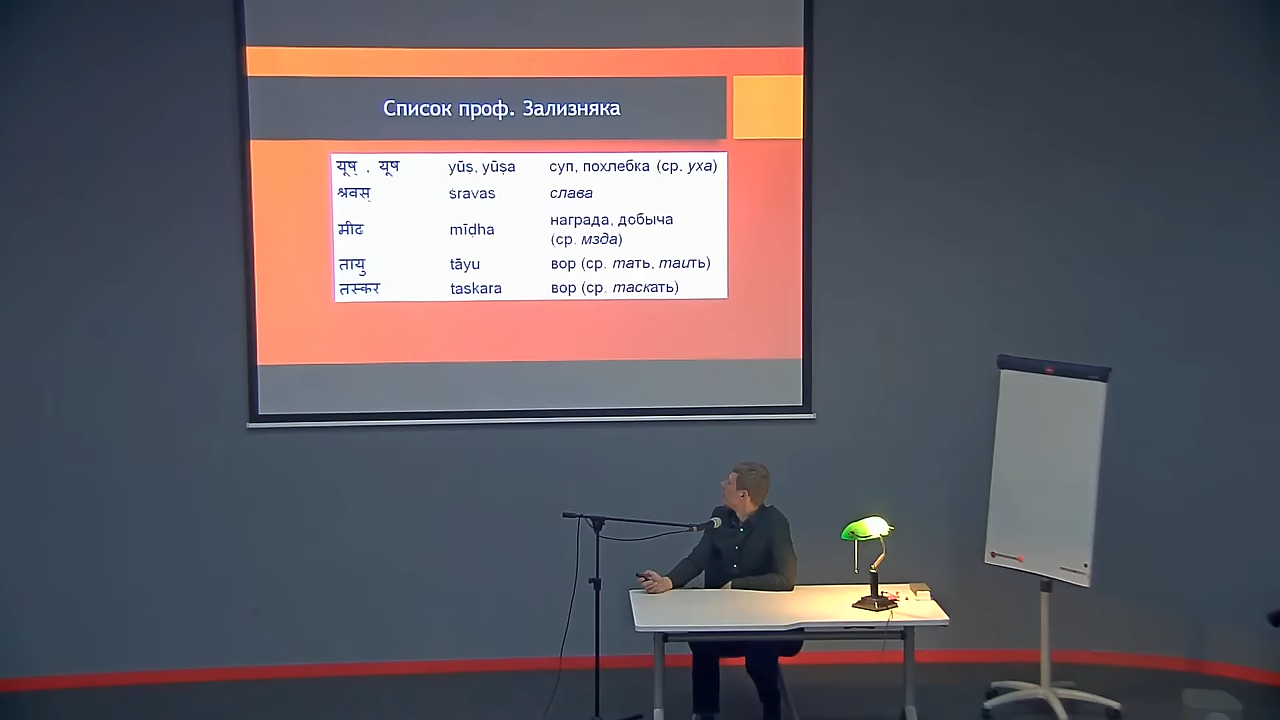 Список проф. Зализняка
यूष् , यूष yūs, yūṣa суп, похлебка (ср. уха)
श्रवस् śravas слава
मीढ mīḍha награда, добыча
(ср. мзда)
तायु tāyu вор (ср. тать, таить)
तस्कर taskara вор (ср. таскать)